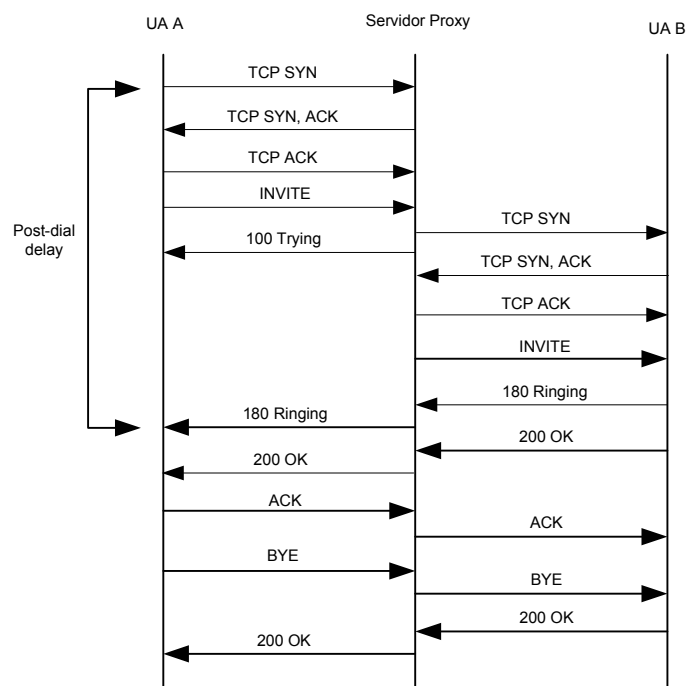 UA A
Servidor Proxy
UA B
TCP SYN
TCP SYN, ACK
TCP ACK
INVITE
TCP SYN
Post-dial
delay
100 Trying
TCP SYN, ACK
TCP ACK
INVITE
180 Ringing
180 Ringing
200 OK
200 OK
ACK
ACK
BYE
BYE
200 OK
200 OK